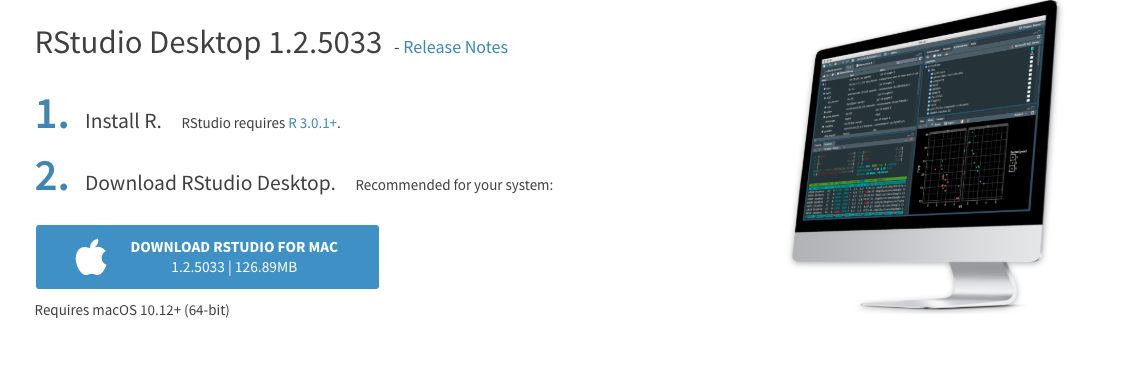 RStudio Desktop 1.2.5033 - Release Notes
1. Install R. RStudio requires R 3.0.1+.
2. Download RStudio Desktop. Recommended for your system:
DOWNLOAD RSTUDIO FOR MAC
1.2.5033 | 126.89MB
Requires macOS 10.12+ (64-bit)